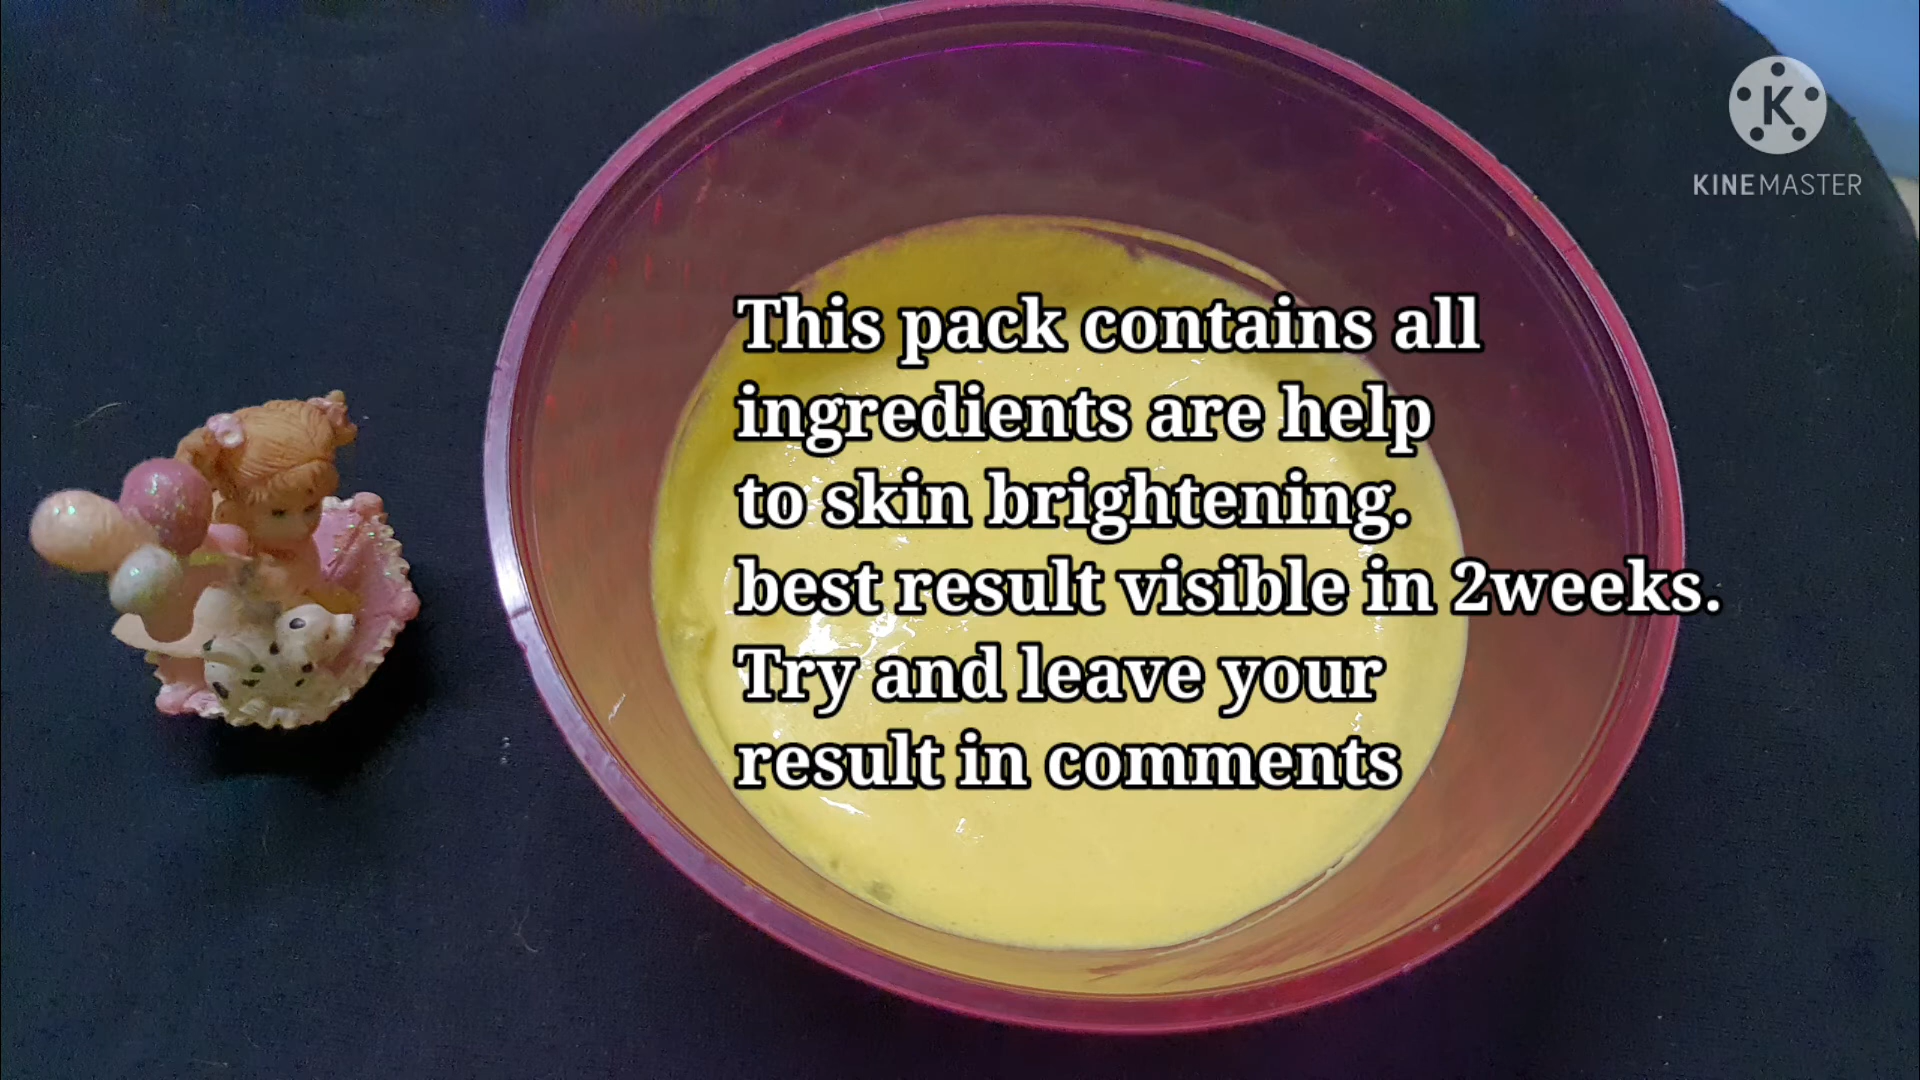 K
KINEMASTER
This pack contains all
ingredients are help
to skin brightening.
best result visible in 2weeks.
Try and leave your
result in comments